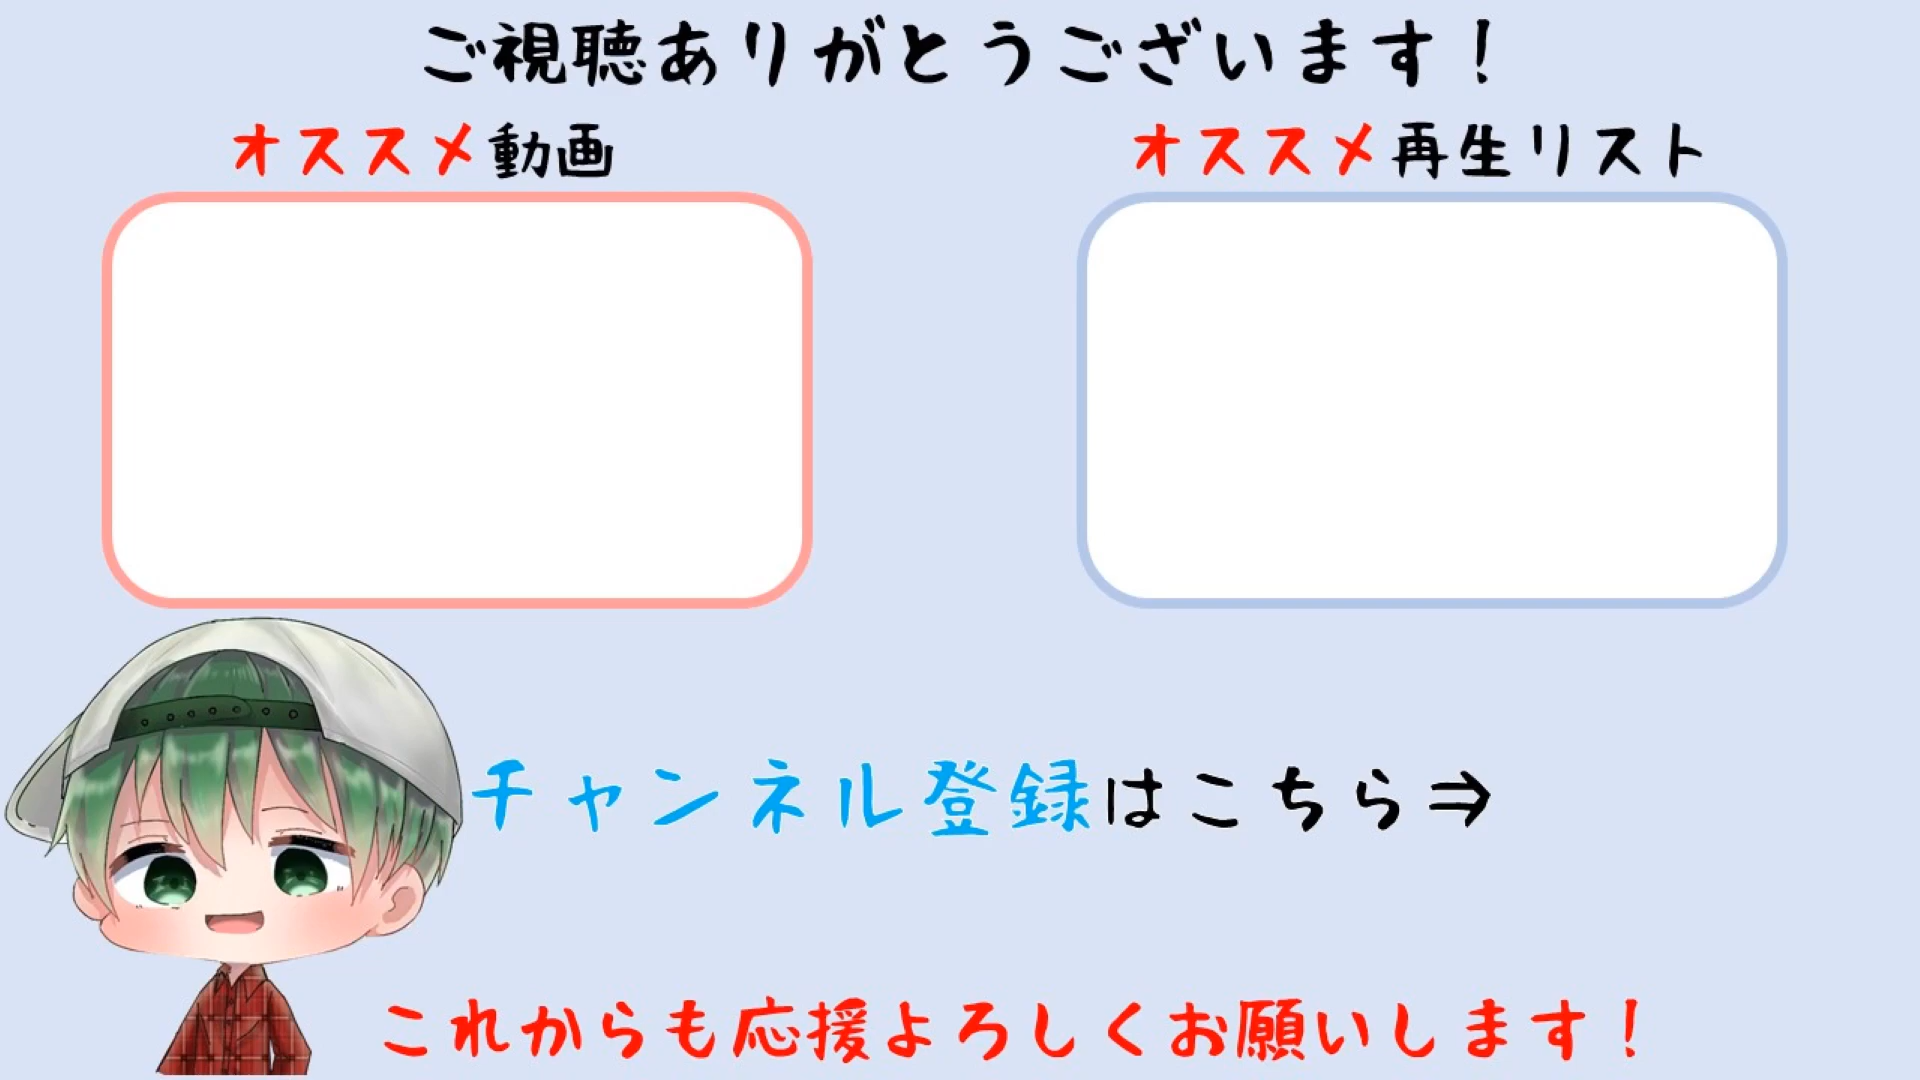 ご視聴ありがとうございます！
オススメ動画
オススメ再生リスト
チャンネル登録はこちら⇒
これからも応援よろしくお願いします！